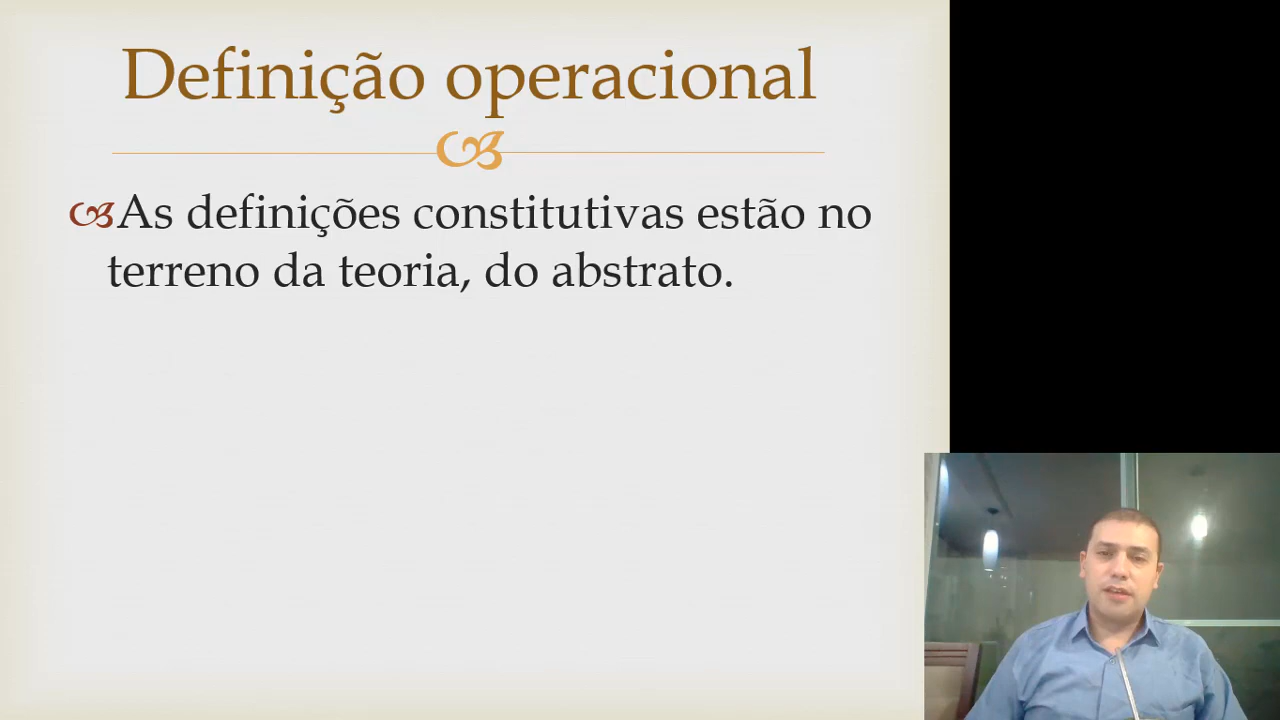 Definição operacional
As definições constitutivas estão no
terreno da teoria, do abstrato.